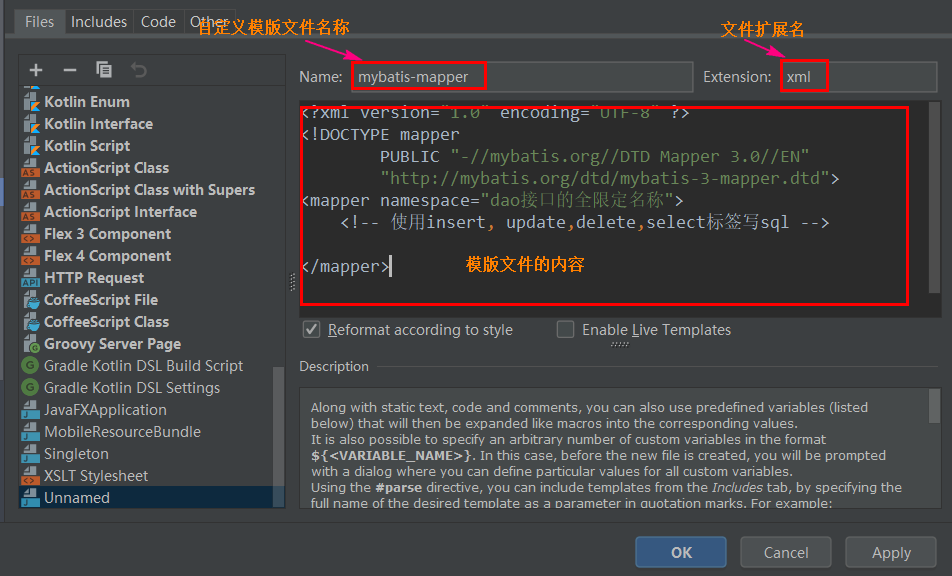 Files Includes Code Other
自定义模版文件名称
文件扩展名
Name: mybatis-mapper Extension: xml
Kotlin Enum
Kotlin Interface
Kotlin Script
ActionScript Class
ActionScript Class with Supers
ActionScript Interface
Flex 3 Component
Flex 4 Component
HTTP Request
CoffeeScript File
CoffeeScript Class
Groovy Server Page
Gradle Kotlin DSL Build Script
Gradle Kotlin DSL Settings
JavaFXApplication
MobileResourceBundle
Singleton
XSLT Stylesheet
Unnamed
<?xml version="1.0" encoding="UTF-8" ?>
<!DOCTYPE mapper
PUBLIC "-//mybatis.org//DTD Mapper 3.0//EN"
"http://mybatis.org/dtd/mybatis-3-mapper.dtd">
<mapper namespace="dao接口的全限定名称">
<!-- 使用insert, update,delete,select标签写sql -->
</mapper>
模版文件的内容
Reformat according to style Enable Live Templates
Description
Along with static text, code and comments, you can also use predefined variables (listed
below) that will then be expanded like macros into the corresponding values.
It is also possible to specify an arbitrary number of custom variables in the format
${<VARIABLE_NAME>}. In this case, before the new file is created, you will be prompted
with a dialog where you can define particular values for all custom variables.
Using the #parse directive, you can include templates from the Includes tab, by specifying the
full name of the desired template as a parameter in quotation marks. For example:
OK Cancel Apply